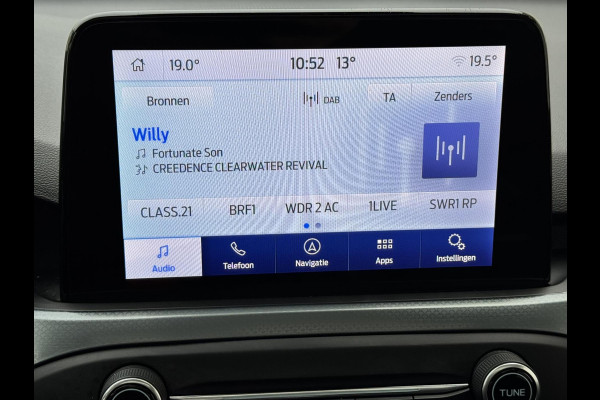 19.0° 10:52 13° 19.5°
Bronnen DAB TA Zenders
Willy
Fortunate Son
CREEDENCE CLEARWATER REVIVAL
CLASS.21 BRF1 WDR 2 AC 1LIVE SWR1 RP
Audio Telefoon Navigatie Apps Instellingen
TUNE